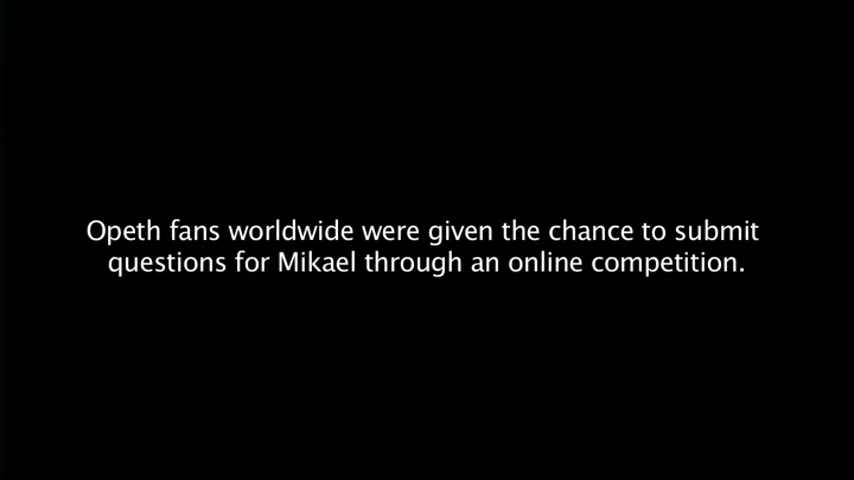 Opeth fans worldwide were given the chance to submit
questions for Mikael through an online competition.